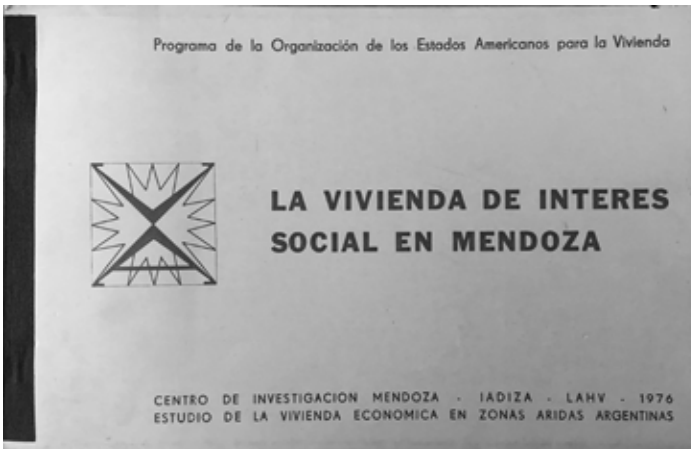 Programa de la Organización de los Estados Americanos para la Vivienda
LA VIVIENDA DE INTERES
SOCIAL EN MENDOZA
CENTRO DE INVESTIGACION MENDOZA - IADIZA - LAHV - 1976
ESTUDIO DE LA VIVIENDA ECONOMICA EN ZONAS ARIDAS ARGENTINAS